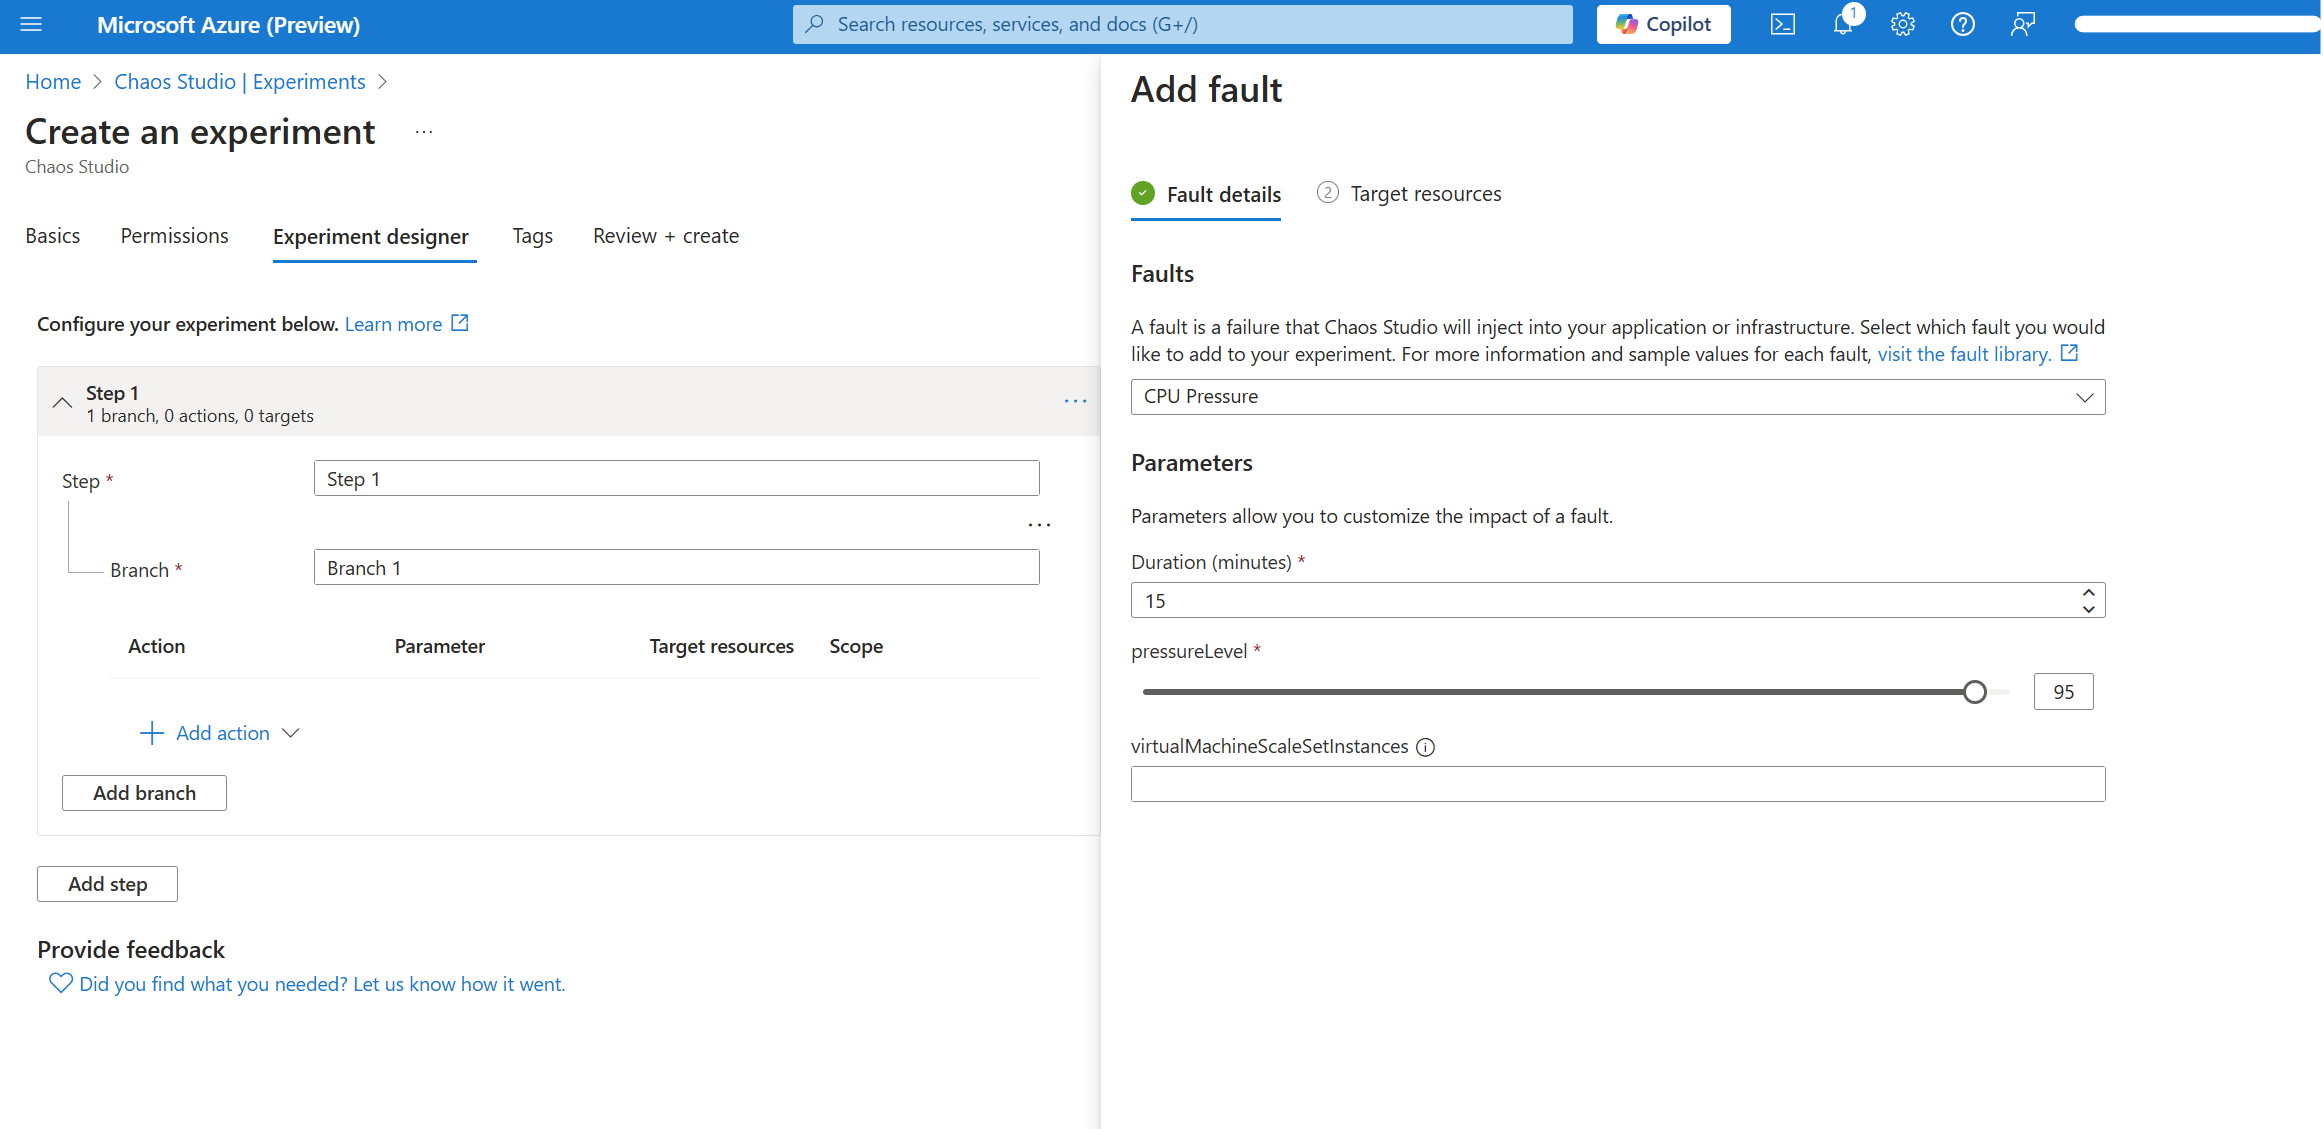 Microsoft Azure (Preview)
Search resources, services, and docs (G+/)
Copilot
1
Home > Chaos Studio | Experiments >
Create an experiment ...
Chaos Studio
Basics Permissions Experiment designer Tags Review + create
Configure your experiment below. Learn more
Step 1
1 branch, 0 actions, 0 targets
...
Step *
Step 1
...
Branch *
Branch 1
Action Parameter Target resources Scope
+ Add action
Add branch
Add step
Provide feedback
Did you find what you needed? Let us know how it went.
Add fault
Fault details 2 Target resources
Faults
A fault is a failure that Chaos Studio will inject into your application or infrastructure. Select which fault you would
like to add to your experiment. For more information and sample values for each fault, visit the fault library.
CPU Pressure
Parameters
Parameters allow you to customize the impact of a fault.
Duration (minutes) *
15
pressureLevel *
95
virtualMachineScaleSetInstances